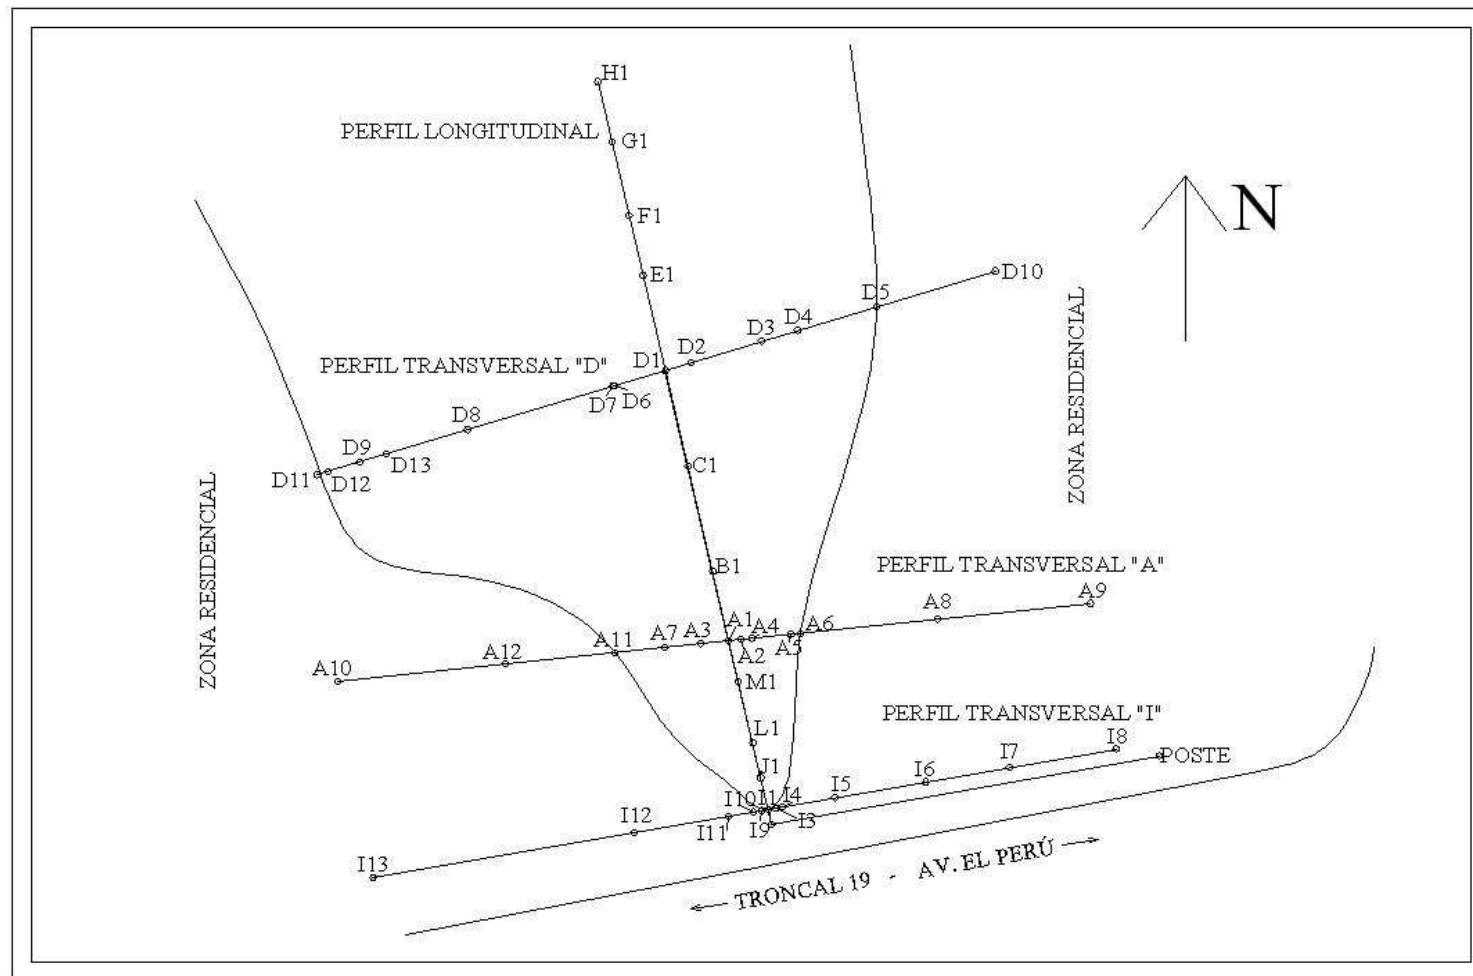 H1
PERFIL LONGITUDINAL
G1
N
F1
E1
D10
D5
D4
D3
D2
D1
PERFIL TRANSVERSAL "D"
D7
D6
D8
D9
D13
D11
D12
ZONA RESIDENCIAL
ZONA RESIDENCIAL
C1
B1
PERFIL TRANSVERSAL "A"
A9
A8
A6
A5
A4
A1
A2
A3
A7
A11
A12
A10
M1
PERFIL TRANSVERSAL "I"
L1
J1
I8
POSTE
I7
I6
I5
I4
I3
I1
I10
I9
I11
I12
I13
TRONCAL 19 - AV. EL PERÚ